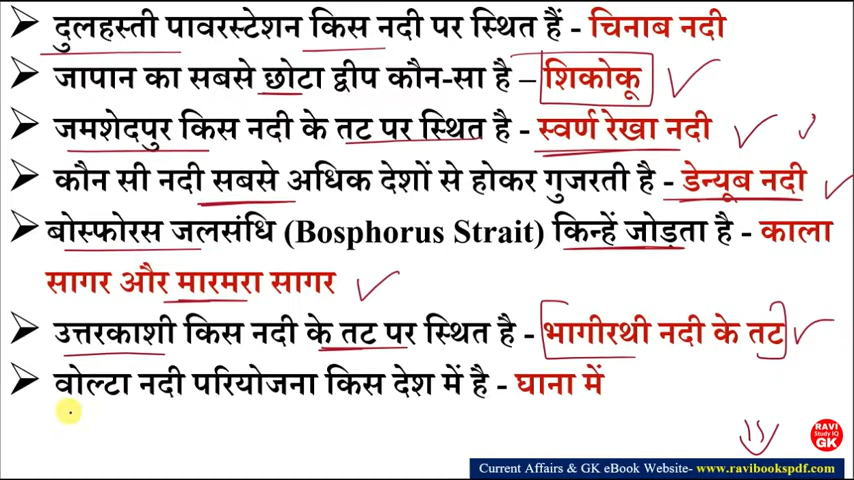 ➢ दुलहस्ती पावरस्टेशन किस नदी पर स्थित हैं - चिनाब नदी
➢ जापान का सबसे छोटा द्वीप कौन-सा है – शिकोकू
➢ जमशेदपुर किस नदी के तट पर स्थित है - स्वर्ण रेखा नदी
➢ कौन सी नदी सबसे अधिक देशों से होकर गुजरती है - डेन्यूब नदी
➢ बोस्फोरस जलसंधि (Bosphorus Strait) किन्हें जोड़ता है - काला
सागर और मारमरा सागर
➢ उत्तरकाशी किस नदी के तट पर स्थित है - भागीरथी नदी के तट
➢ वोल्टा नदी परियोजना किस देश में है - घाना में
RAVI
Study IQ
GK
Current Affairs & GK eBook Website- www.ravibookspdf.com